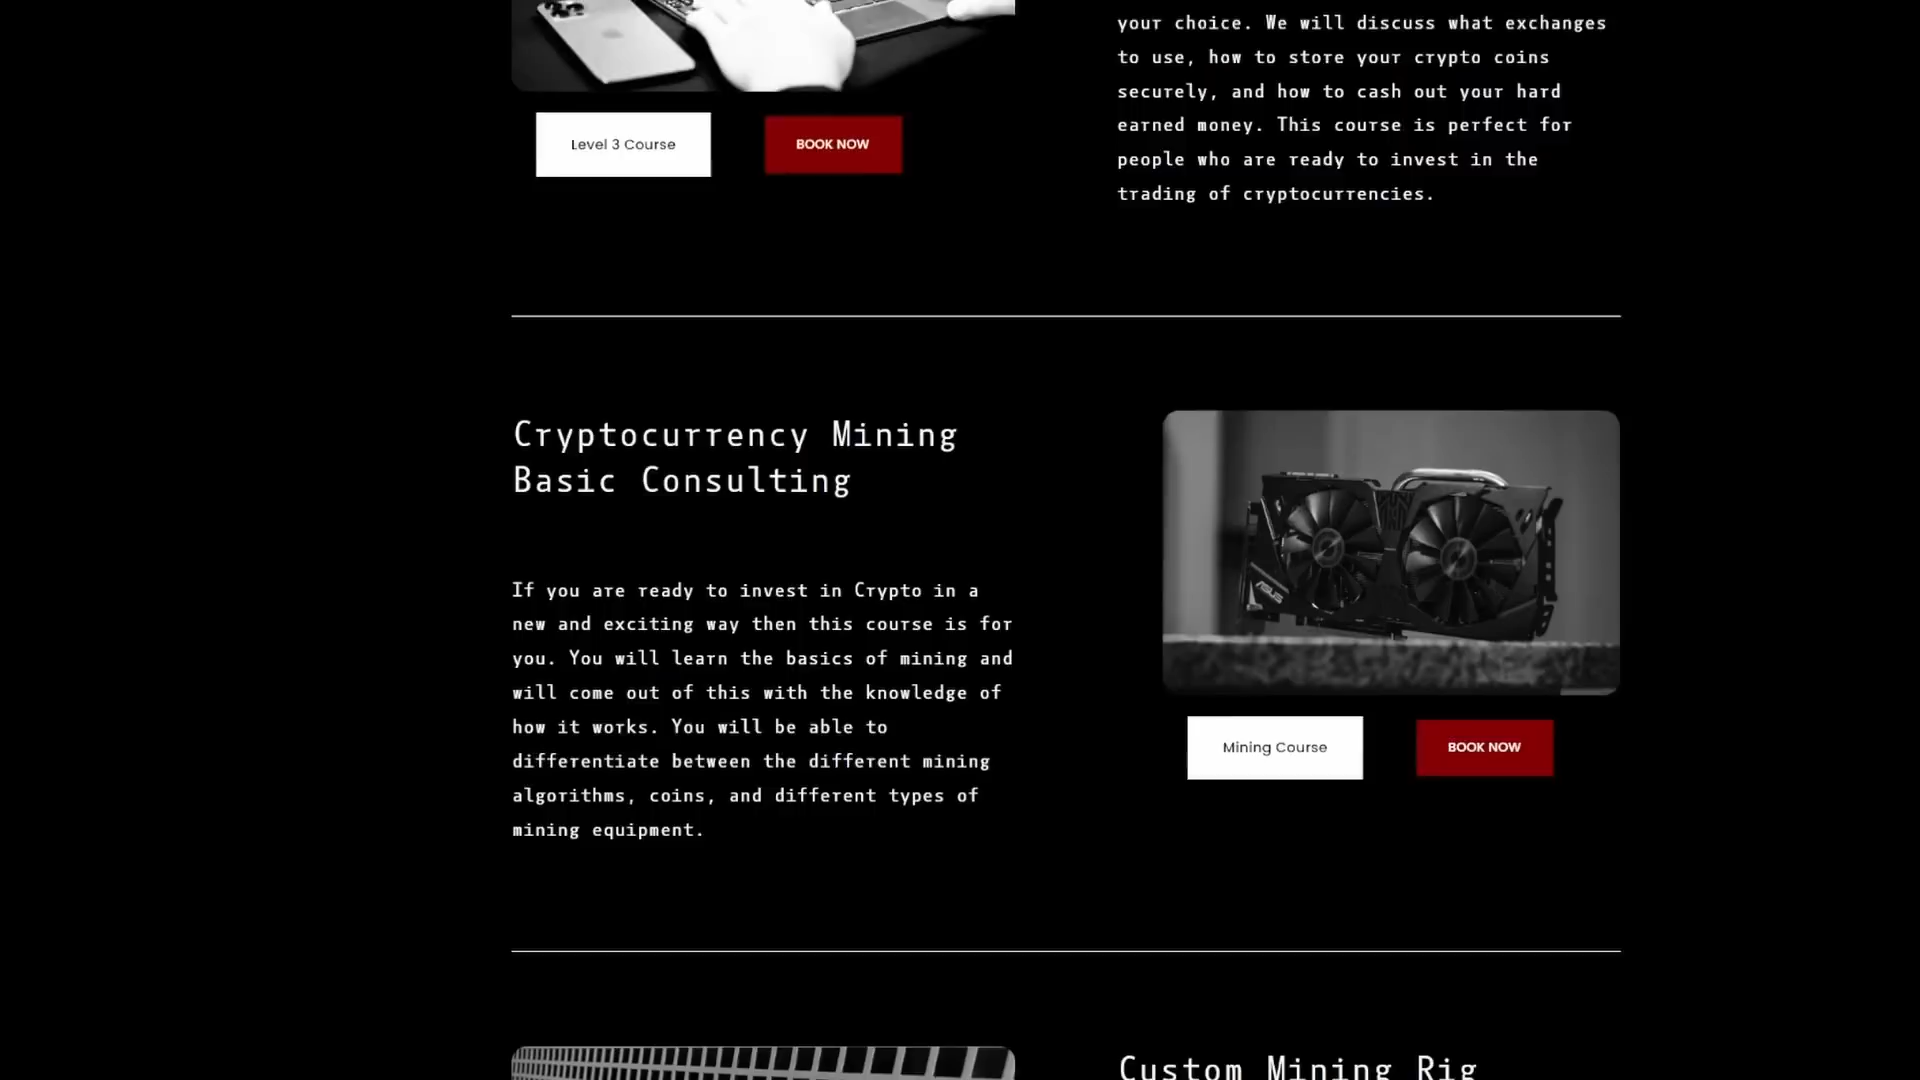 your choice. We will discuss what exchanges
to use, how to store your crypto coins
securely, and how to cash out your hard
earned money. This course is perfect for
people who are ready to invest in the
trading of cryptocurrencies.
Level 3 Course
BOOK NOW
Cryptocurrency Mining
Basic Consulting
If you are ready to invest in Crypto in a
new and exciting way then this course is for
you. You will learn the basics of mining and
will come out of this with the knowledge of
how it works. You will be able to
differentiate between the different mining
algorithms, coins, and different types of
mining equipment.
ASUS
Mining Course
BOOK NOW
Custom Mining Rig